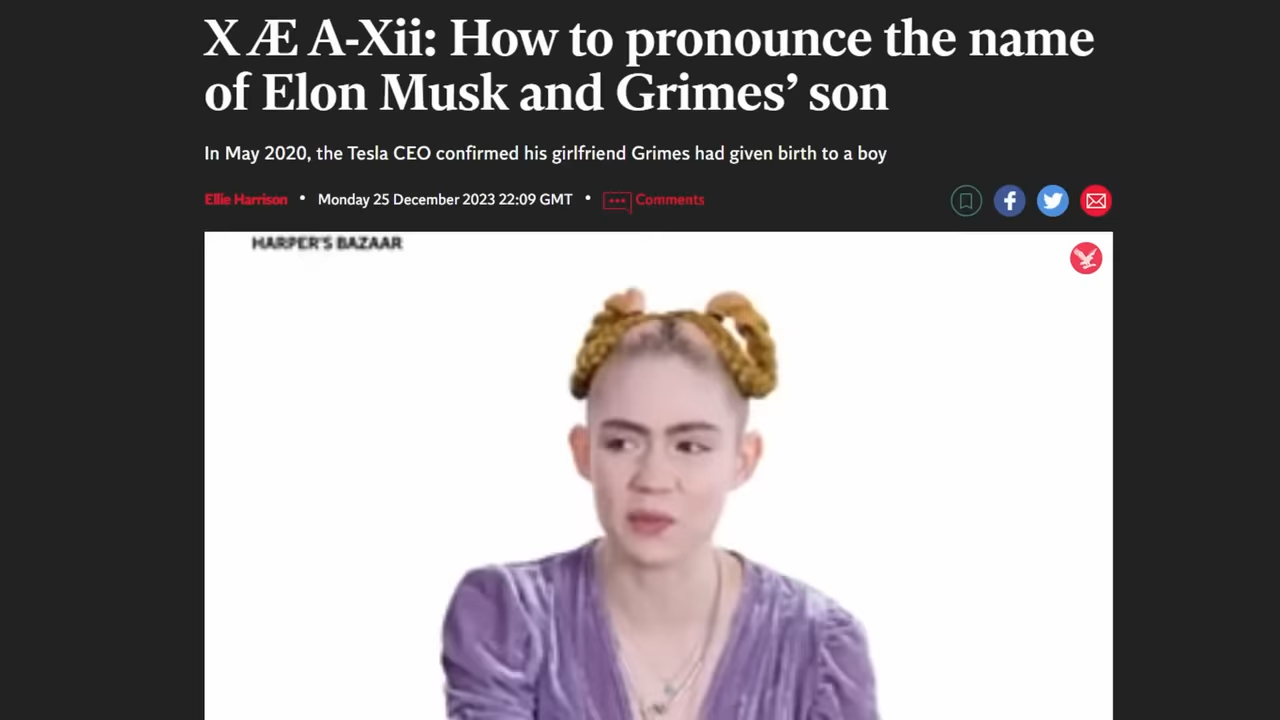 X Æ A-Xii: How to pronounce the name
of Elon Musk and Grimes’ son
In May 2020, the Tesla CEO confirmed his girlfriend Grimes had given birth to a boy
Ellie Harrison • Monday 25 December 2023 22:09 GMT • Comments
HARPER'S BAZAAR